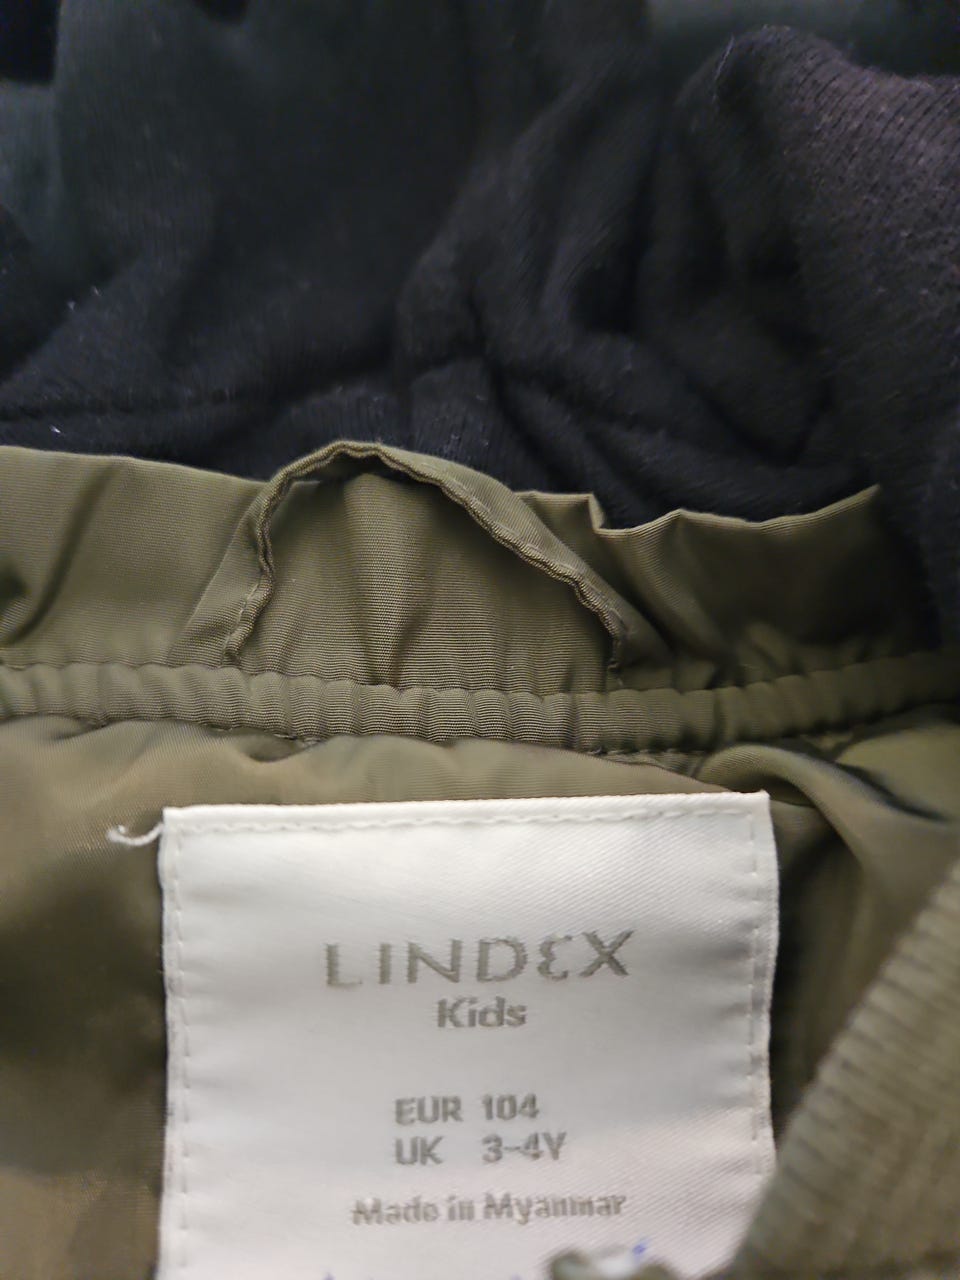 LINDEX
Kids
EUR 104
UK 3-4Y
Made in Myanmar